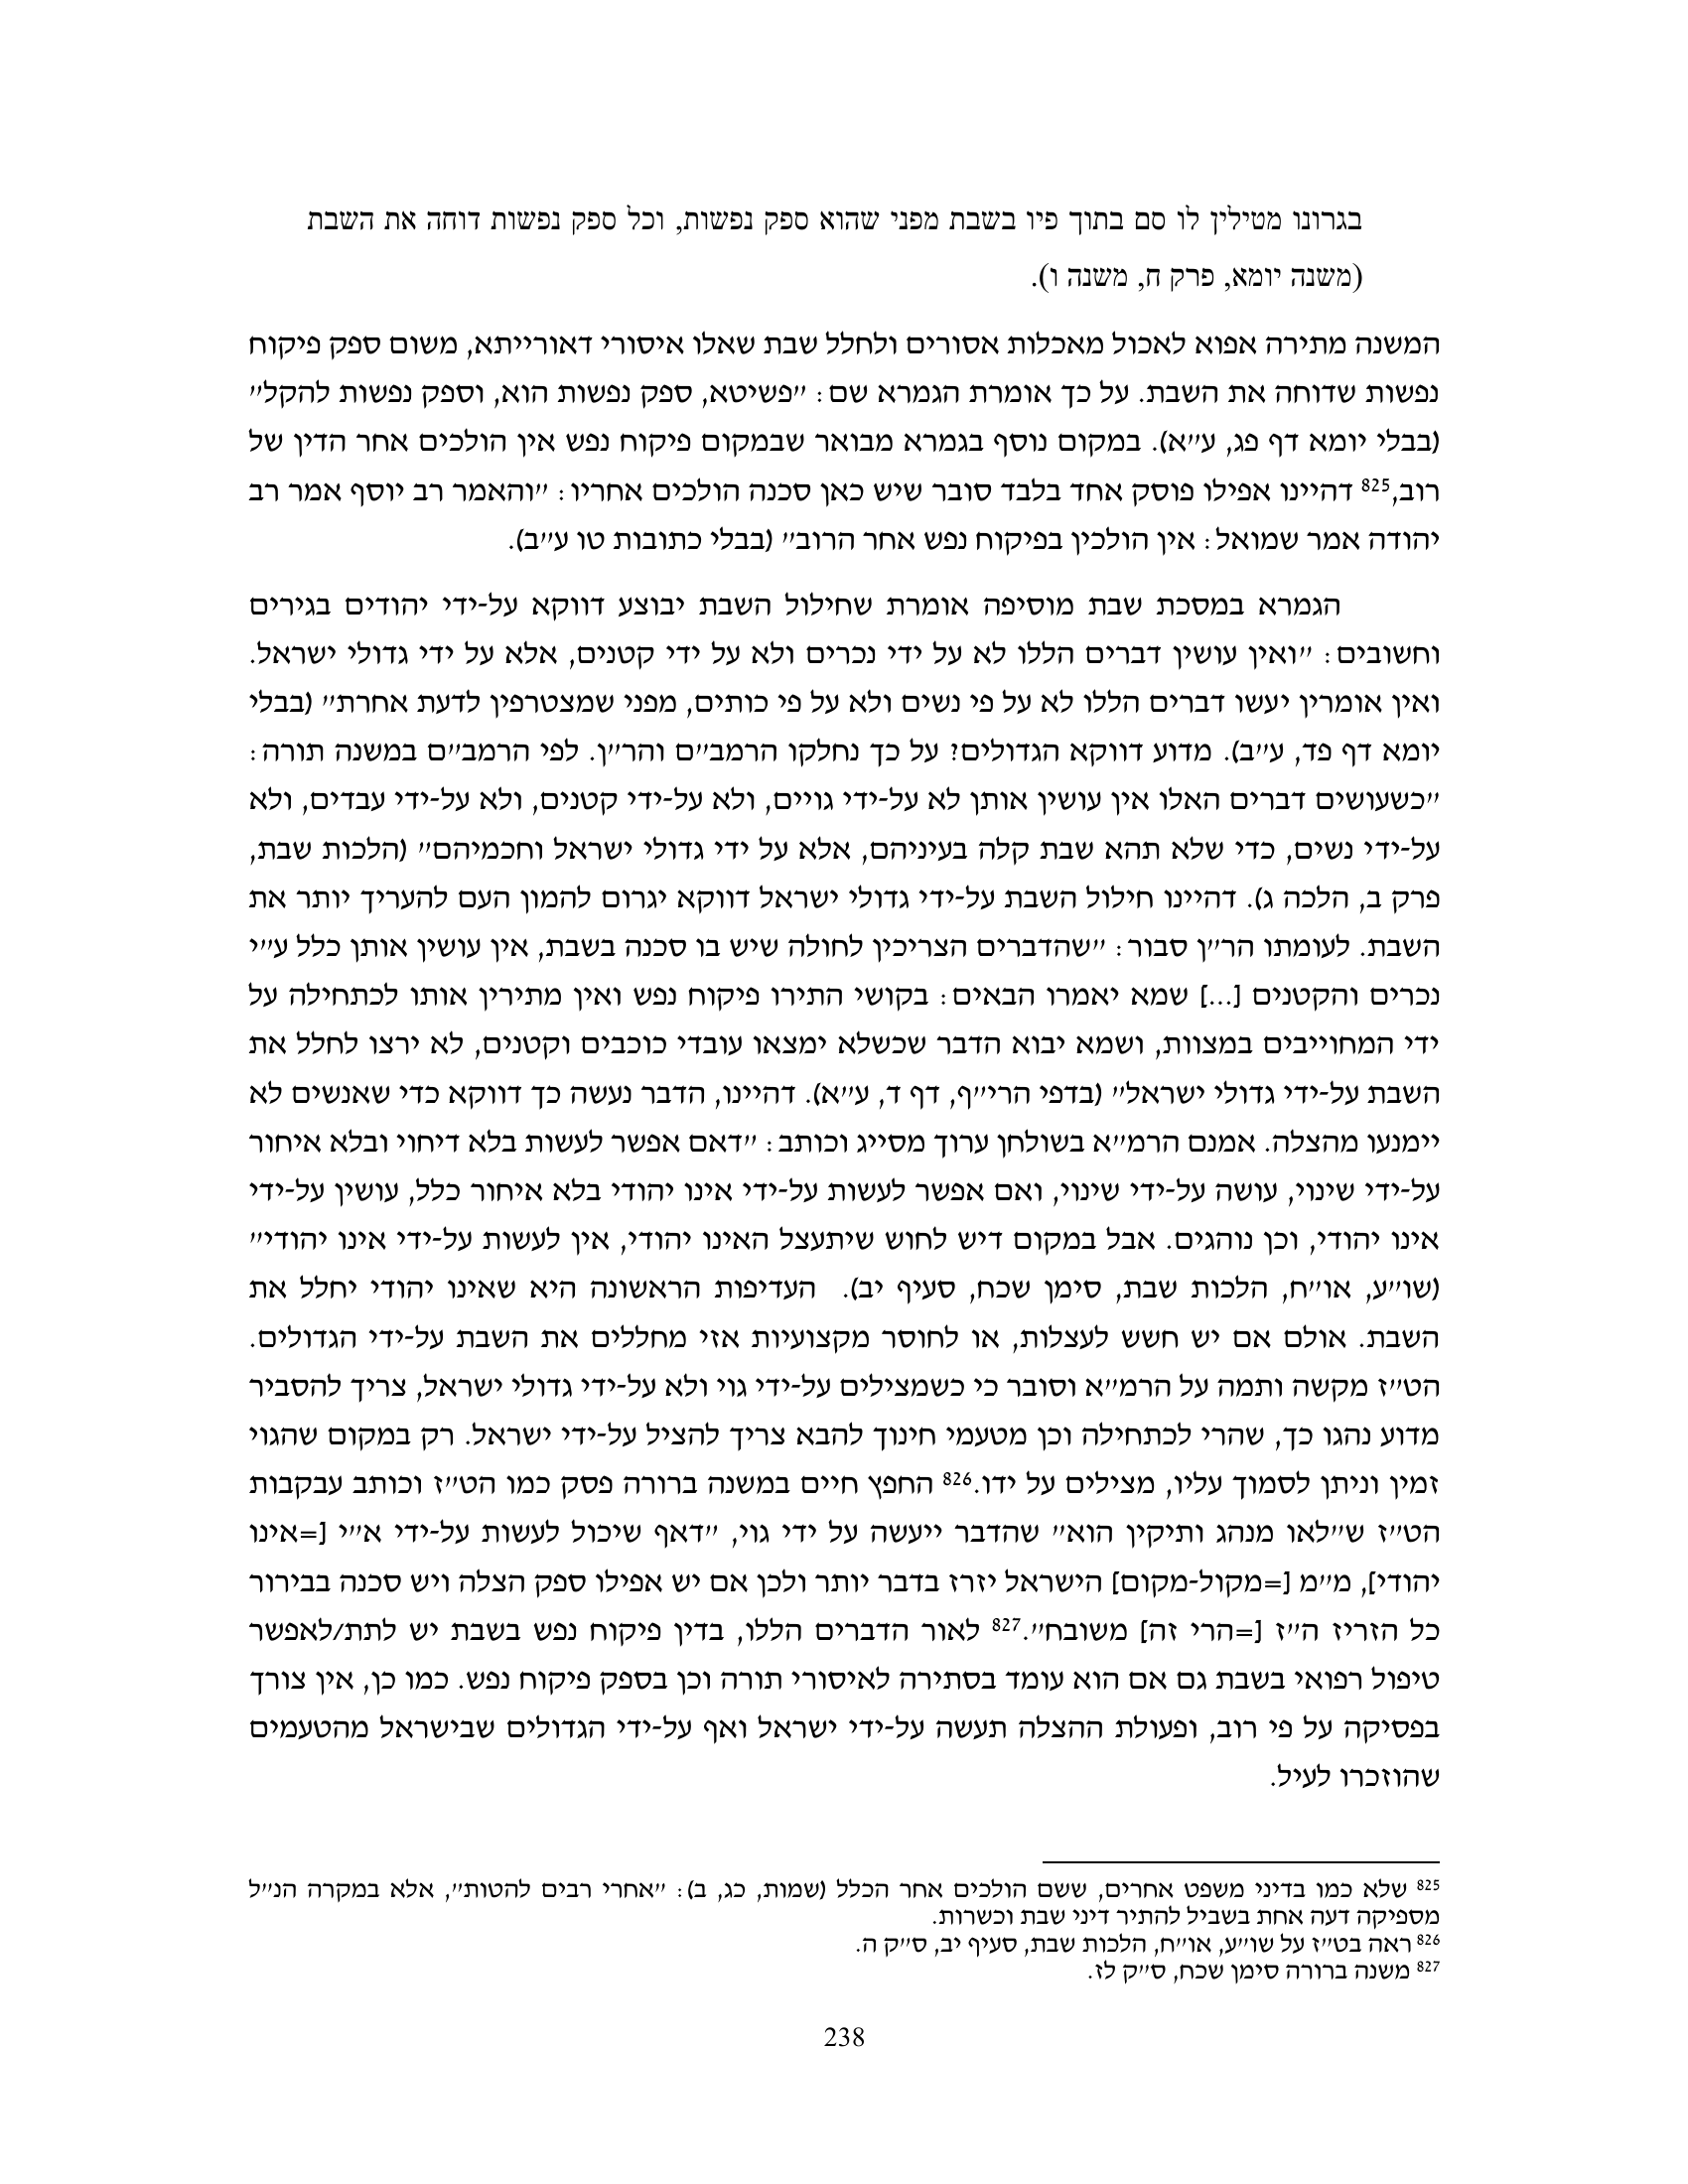 בגרונו מטילין לו סם בתוך פיו בשבת מפני שהוא ספק נפשות, וכל ספק נפשות דוחה את השבת
(משנה יומא, פרק ח, משנה ו).
המשנה מתירה אפוא לאכול מאכלות אסורים ולחלל שבת שאלו איסורי דאורייתא, משום ספק פיקוח
נפשות שדוחה את השבת. על כך אומרת הגמרא שם: ״פשיטא, ספק נפשות הוא, וספק נפשות להקל״
(בבלי יומא דף פג, ע״א). במקום נוסף בגמרא מבואר שבמקום פיקוח נפש אין הולכים אחר הדין של
רוב,825 דהיינו אפילו פוסק אחד בלבד סובר שיש כאן סכנה הולכים אחריו: ״והאמר רב יוסף אמר רב
יהודה אמר שמואל: אין הולכין בפיקוח נפש אחר הרוב״ (בבלי כתובות טו ע״ב).
הגמרא במסכת שבת מוסיפה אומרת שחילול השבת יבוצע דווקא על-ידי יהודים בגירים
וחשובים: ״ואין עושין דברים הללו לא על ידי נכרים ולא על ידי קטנים, אלא על ידי גדולי ישראל.
ואין אומרין יעשו דברים הללו לא על פי נשים ולא על פי כותים, מפני שמצטרפין לדעת אחרת״ (בבלי
יומא דף פד, ע״ב). מדוע דווקא הגדולים? על כך נחלקו הרמב״ם והר״ן. לפי הרמב״ם במשנה תורה:
״כשעושים דברים האלו אין עושין אותן לא על-ידי גויים, ולא על-ידי קטנים, ולא על-ידי עבדים, ולא
על-ידי נשים, כדי שלא תהא שבת קלה בעיניהם, אלא על ידי גדולי ישראל וחכמיהם״ (הלכות שבת,
פרק ב, הלכה ג). דהיינו חילול השבת על-ידי גדולי ישראל דווקא יגרום להמון העם להעריך יותר את
השבת. לעומתו הר״ן סבור: ״שהדברים הצריכין לחולה שיש בו סכנה בשבת, אין עושין אותן כלל ע״י
נכרים והקטנים [...] שמא יאמרו הבאים: בקושי התירו פיקוח נפש ואין מתירין אותו לכתחילה על
ידי המחוייבים במצוות, ושמא יבוא הדבר שכשלא ימצאו עובדי כוכבים וקטנים, לא ירצו לחלל את
השבת על-ידי גדולי ישראל״ (בדפי הרי״ף, דף ד, ע״א). דהיינו, הדבר נעשה כך דווקא כדי שאנשים לא
יימנעו מהצלה. אמנם הרמ״א בשולחן ערוך מסייג וכותב: ״דאם אפשר לעשות בלא דיחוי ובלא איחור
על-ידי שינוי, עושה על-ידי שינוי, ואם אפשר לעשות על-ידי אינו יהודי בלא איחור כלל, עושין על-ידי
אינו יהודי, וכן נוהגים. אבל במקום דיש לחוש שיתעצל האינו יהודי, אין לעשות על-ידי אינו יהודי״
(שו״ע, או״ח, הלכות שבת, סימן שכח, סעיף יב). העדיפות הראשונה היא שאינו יהודי יחלל את
השבת. אולם אם יש חשש לעצלות, או לחוסר מקצועיות אזי מחללים את השבת על-ידי הגדולים.
הט״ז מקשה ותמה על הרמ״א וסובר כי כשמצילים על-ידי גוי ולא על-ידי גדולי ישראל, צריך להסביר
מדוע נהגו כך, שהרי לכתחילה וכן מטעמי חינוך להבא צריך להציל על-ידי ישראל. רק במקום שהגוי
זמין וניתן לסמוך עליו, מצילים על ידו.826 החפץ חיים במשנה ברורה פסק כמו הט״ז וכותב עבקבות
הט״ז ש״לאו מנהג ותיקין הוא״ שהדבר ייעשה על ידי גוי, ״דאף שיכול לעשות על-ידי א״י [=אינו
יהודי], מ״מ [=מקול-מקום] הישראל יזרז בדבר יותר ולכן אם יש אפילו ספק הצלה ויש סכנה בבירור
כל הזריז ה״ז [=הרי זה] משובח״.827 לאור הדברים הללו, בדין פיקוח נפש בשבת יש לתת/לאפשר
טיפול רפואי בשבת גם אם הוא עומד בסתירה לאיסורי תורה וכן בספק פיקוח נפש. כמו כן, אין צורך
בפסיקה על פי רוב, ופעולת ההצלה תעשה על-ידי ישראל ואף על-ידי הגדולים שבישראל מהטעמים
שהוזכרו לעיל.
825 שלא כמו בדיני משפט אחרים, ששם הולכים אחר הכלל (שמות, כג, ב): ״אחרי רבים להטות״, אלא במקרה הנ״ל
מספיקה דעה אחת בשביל להתיר דיני שבת וכשרות.
826 ראה בט״ז על שו״ע, או״ח, הלכות שבת, סעיף יב, ס״ק ה.
827 משנה ברורה סימן שכח, ס״ק לז.
238